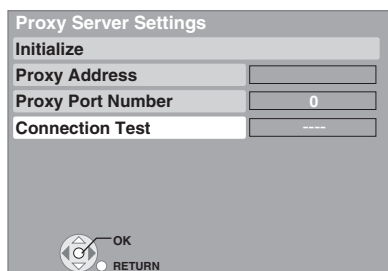 Proxy Server Settings
Initialize
Proxy Address
Proxy Port Number 0
Connection Test ----
OK
RETURN